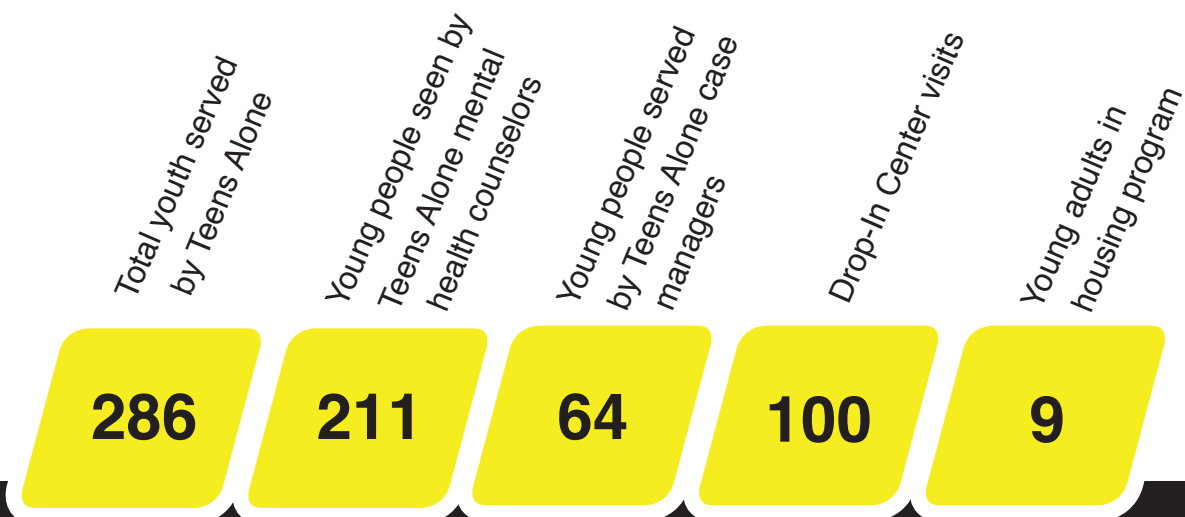 Total youth served
by Teens Alone
Young people seen by
Teens Alone mental
health counselors
Young people served
by Teens Alone case
managers
Drop-In Center visits
Young adults in
housing program
286
211
64
100
9